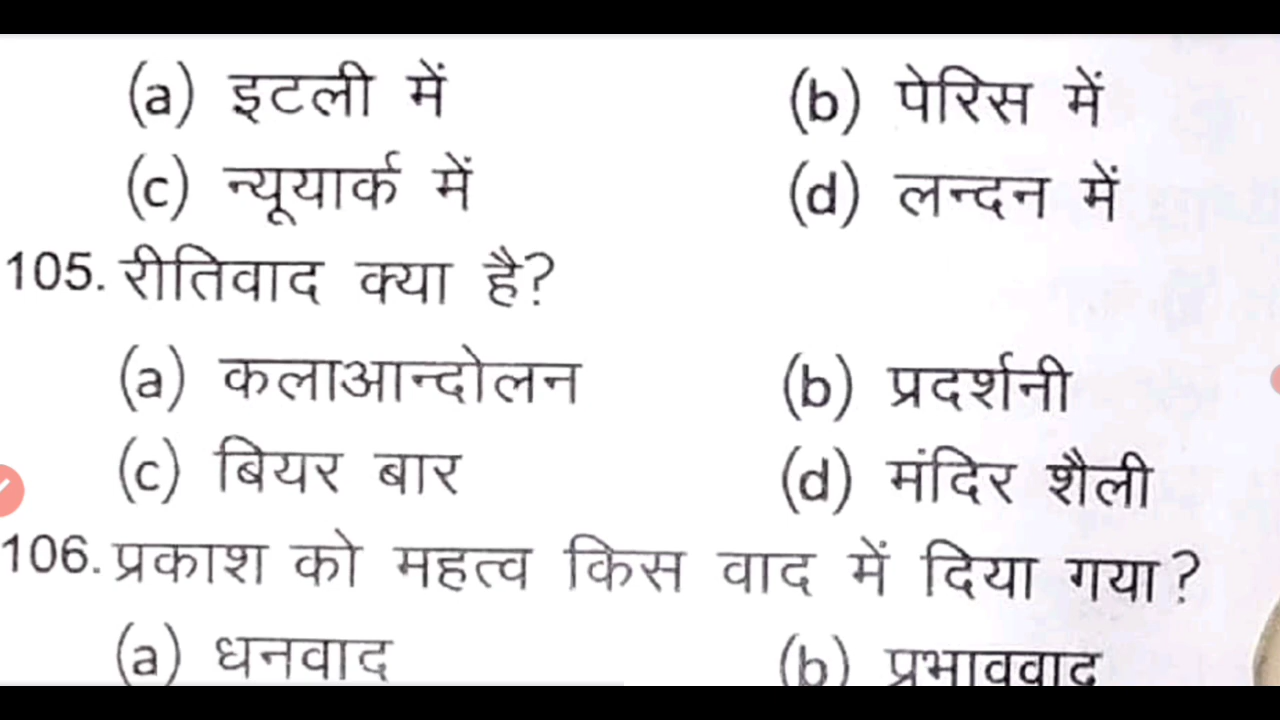 (a) इटली में (b) पेरिस में
(c) न्यूयार्क में (d) लन्दन में
105. रीतिवाद क्या है?
(a) कलाआन्दोलन (b) प्रदर्शनी
(c) बियर बार (d) मंदिर शैली
106. प्रकाश को महत्व किस वाद में दिया गया?
(a) धनवाद (b) प्रभाववाद